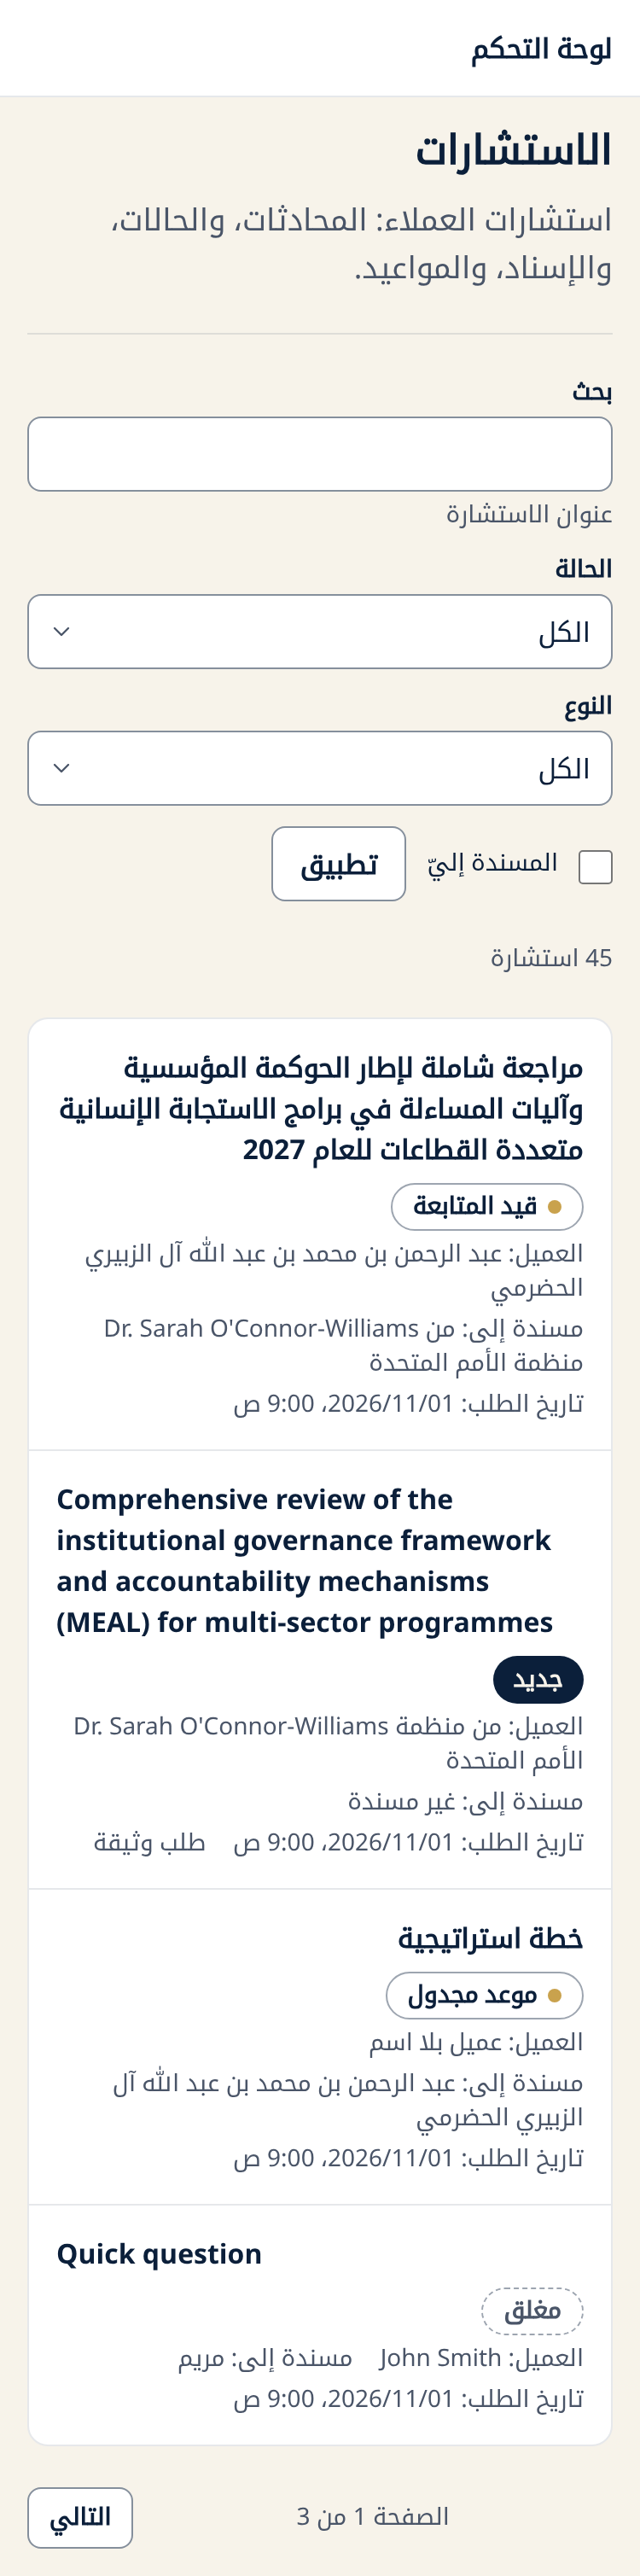 لوحة التحكم
الاستشارات
استشارات العملاء: المحادثات، والحالات،
والإسناد، والمواعيد.
بحث
عنوان الاستشارة
الحالة
الكل
النوع
الكل
المسندة إليّ
تطبيق
45 استشارة
مراجعة شاملة لإطار الحوكمة المؤسسية
وآليات المساءلة في برامج الاستجابة الإنسانية
متعددة القطاعات للعام 2027
قيد المتابعة
العميل: عبد الرحمن بن محمد بن عبد الله آل الزبيري
الحضرمي
مسندة إلى: من Dr. Sarah O'Connor-Williams
منظمة الأمم المتحدة
تاريخ الطلب: 2026/11/01، 9:00 ص
Comprehensive review of the
institutional governance framework
and accountability mechanisms
(MEAL) for multi-sector programmes
جديد
العميل: من منظمة Dr. Sarah O'Connor-Williams
الأمم المتحدة
مسندة إلى: غير مسندة
تاريخ الطلب: 2026/11/01، 9:00 ص طلب وثيقة
خطة استراتيجية
موعد مجدول
العميل: عميل بلا اسم
مسندة إلى: عبد الرحمن بن محمد بن عبد الله آل
الزبيري الحضرمي
تاريخ الطلب: 2026/11/01، 9:00 ص
Quick question
مغلق
العميل: John Smith مسندة إلى: مريم
تاريخ الطلب: 2026/11/01، 9:00 ص
الصفحة 1 من 3
التالي